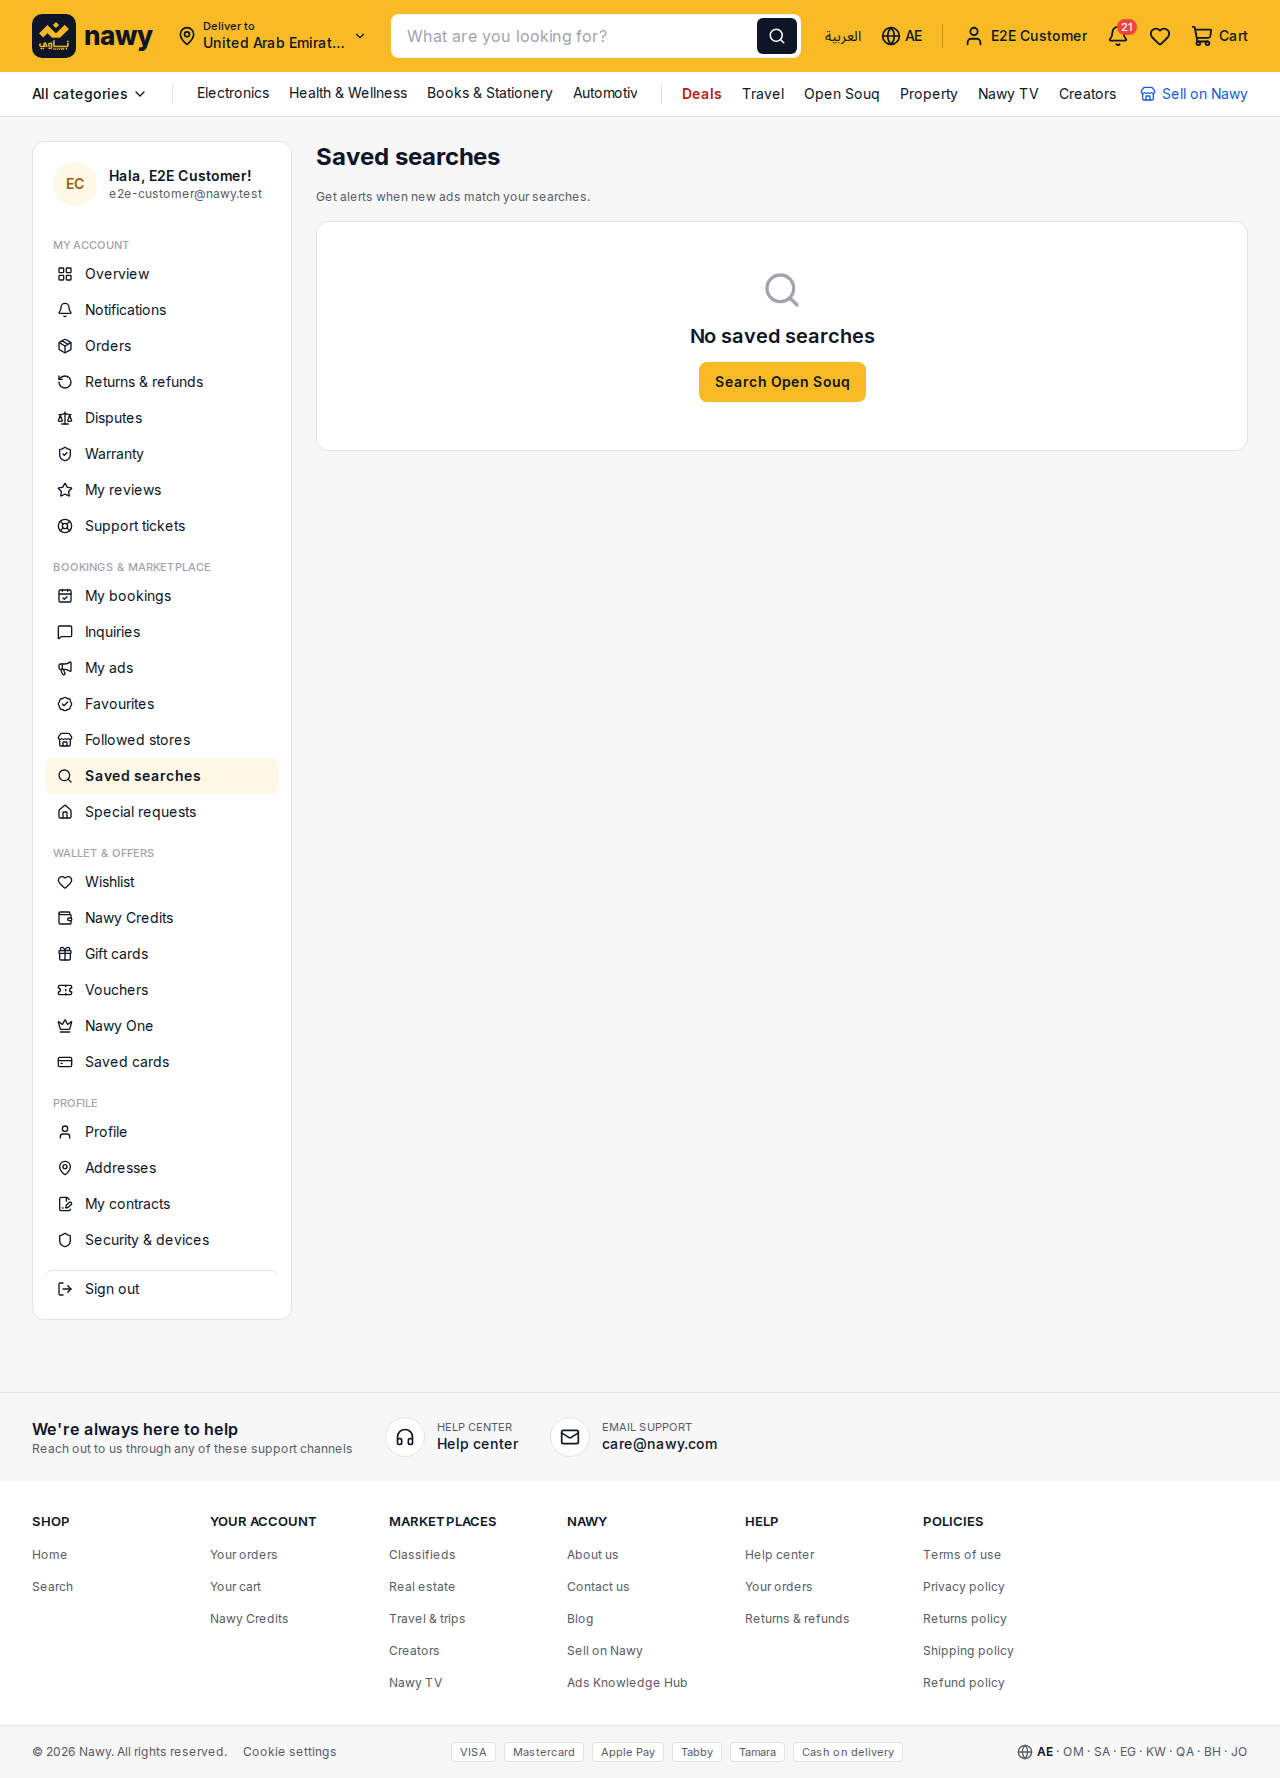 nawy
Deliver to
United Arab Emirat...
What are you looking for?
العربية
AE
E2E Customer
21
Cart
All categories
Electronics
Health & Wellness
Books & Stationery
Automotiv
Deals
Travel
Open Souq
Property
Nawy TV
Creators
Sell on Nawy
EC
Hala, E2E Customer!
e2e-customer@nawy.test
MY ACCOUNT
Overview
Notifications
Orders
Returns & refunds
Disputes
Warranty
My reviews
Support tickets
BOOKINGS & MARKETPLACE
My bookings
Inquiries
My ads
Favourites
Followed stores
Saved searches
Special requests
WALLET & OFFERS
Wishlist
Nawy Credits
Gift cards
Vouchers
Nawy One
Saved cards
PROFILE
Profile
Addresses
My contracts
Security & devices
Sign out
Saved searches
Get alerts when new ads match your searches.
No saved searches
Search Open Souq
We're always here to help
Reach out to us through any of these support channels
HELP CENTER
Help center
EMAIL SUPPORT
care@nawy.com
SHOP
Home
Search
YOUR ACCOUNT
Your orders
Your cart
Nawy Credits
MARKETPLACES
Classifieds
Real estate
Travel & trips
Creators
Nawy TV
NAWY
About us
Contact us
Blog
Sell on Nawy
Ads Knowledge Hub
HELP
Help center
Your orders
Returns & refunds
POLICIES
Terms of use
Privacy policy
Returns policy
Shipping policy
Refund policy
© 2026 Nawy. All rights reserved.
Cookie settings
VISA
Mastercard
Apple Pay
Tabby
Tamara
Cash on delivery
AE · OM · SA · EG · KW · QA · BH · JO